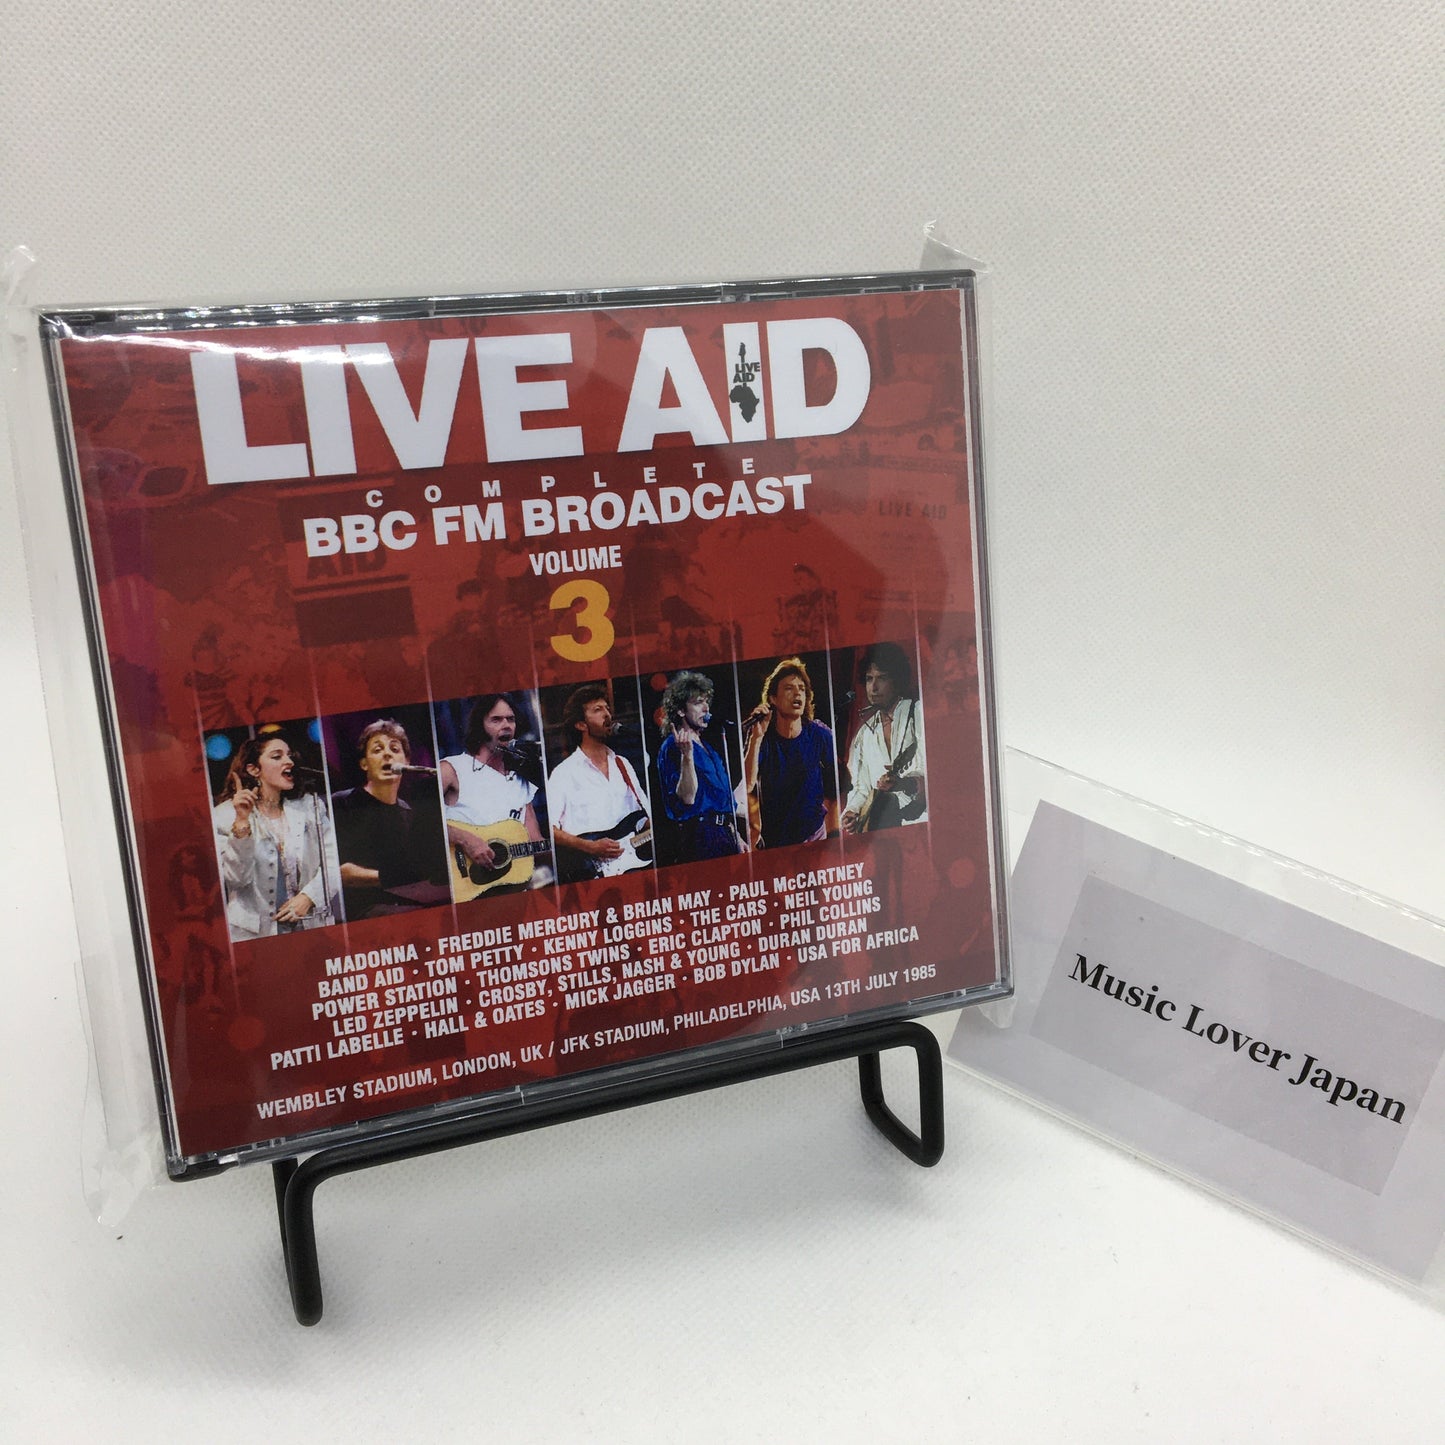 LIVE AID
LIVE
AID
COMPLETE
BBC FM BROADCAST
VOLUME
3
LIVE AID
AID
MADONNA · FREDDIE MERCURY & BRIAN MAY · PAUL McCARTNEY
BAND AID · TOM PETTY · KENNY LOGGINS · THE CARS · NEIL YOUNG
POWER STATION · THOMSONS TWINS · ERIC CLAPTON · PHIL COLLINS
LED ZEPPELIN · CROSBY, STILLS, NASH & YOUNG · DURAN DURAN
PATTI LABELLE · HALL & OATES · MICK JAGGER · BOB DYLAN · USA FOR AFRICA
WEMBLEY STADIUM, LONDON, UK / JFK STADIUM, PHILADELPHIA, USA 13TH JULY 1985
Music Lover Japan